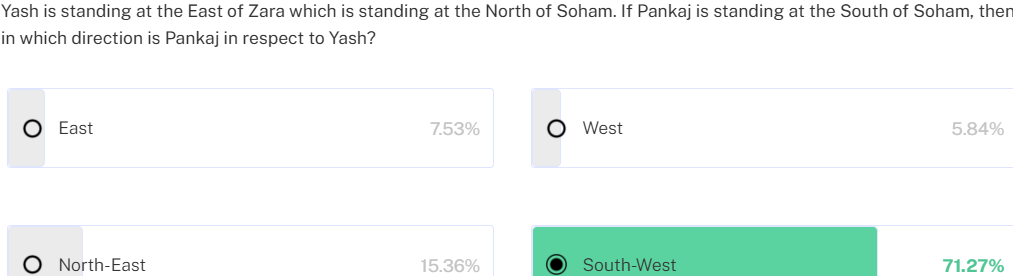 Yash is standing at the East of Zara which is standing at the North of Soham. If Pankaj is standing at the South of Soham, then
in which direction is Pankaj in respect to Yash?
East 7.53%
West 5.84%
North-East 15.36%
South-West 71.27%